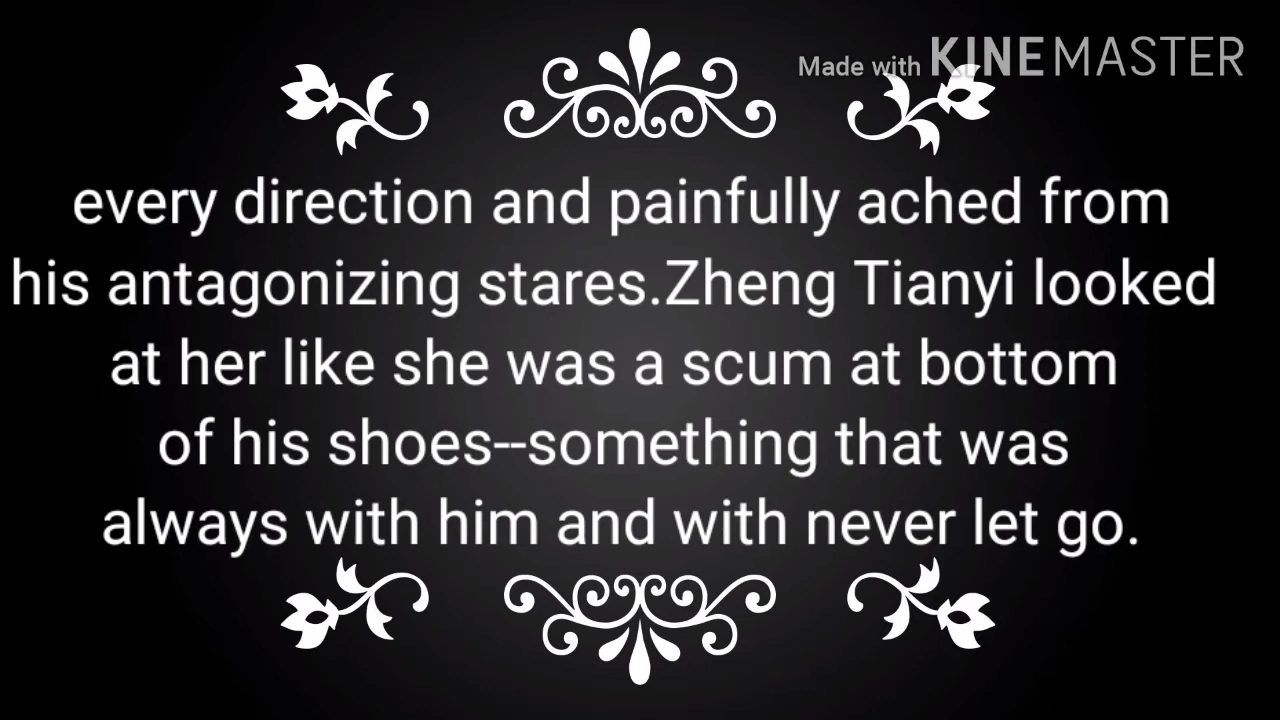 Made with KINEMASTER
every direction and painfully ached from
his antagonizing stares.Zheng Tianyi looked
at her like she was a scum at bottom
of his shoes--something that was
always with him and with never let go.